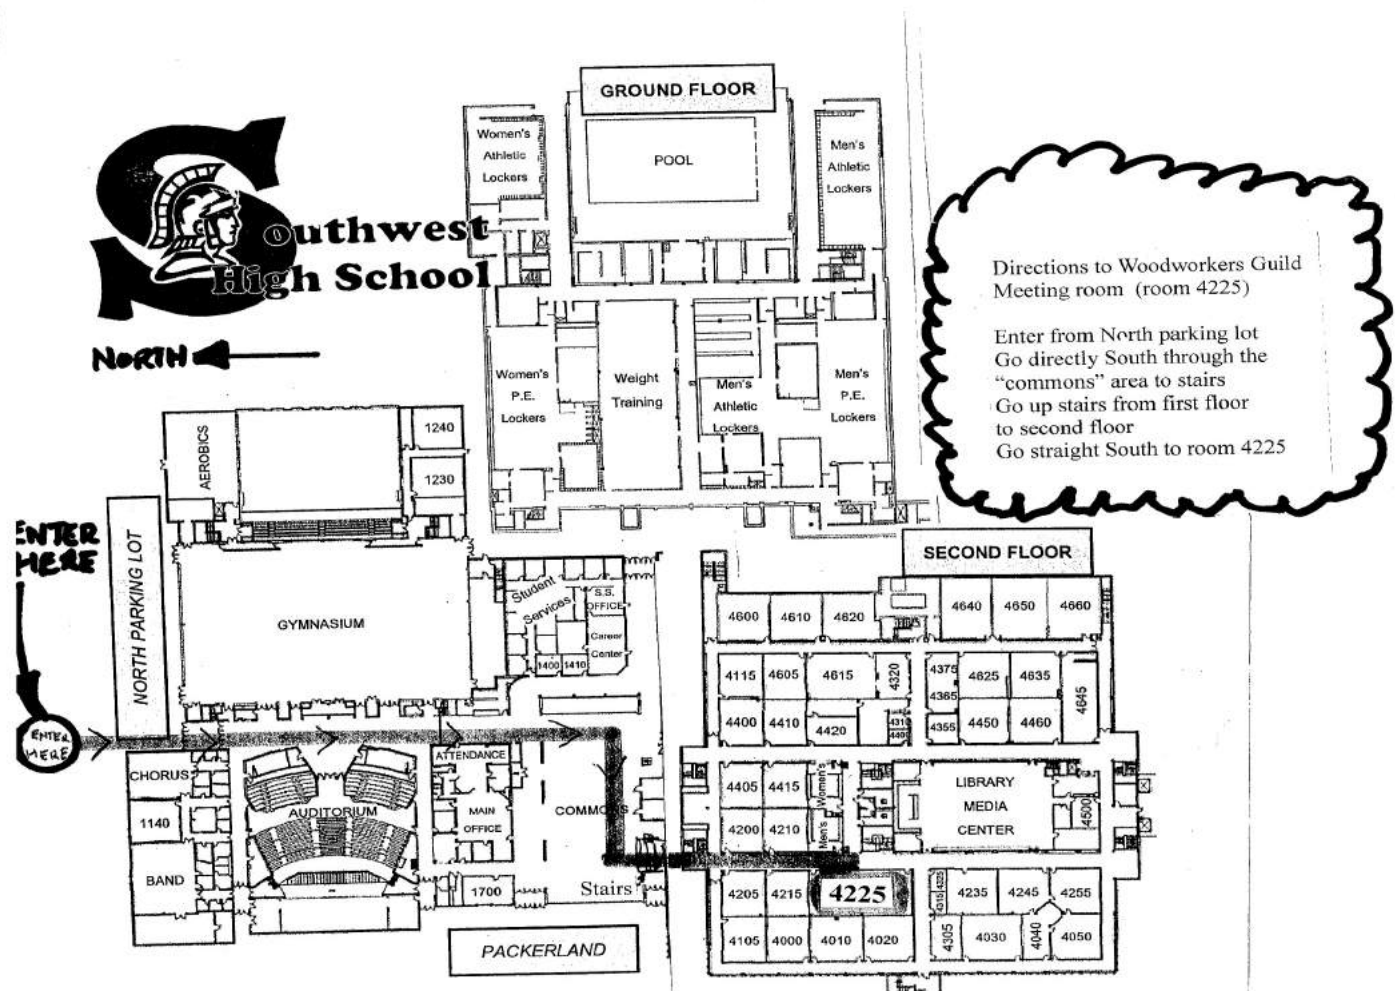 GROUND FLOOR
Women's
Athletic
Lockers
POOL
Men's
Athletic
Lockers
Southwest
High School
NORTH
Directions to Woodworkers Guild
Meeting room (room 4225)
Enter from North parking lot
Go directly South through the
“commons” area to stairs
Go up stairs from first floor
to second floor
Go straight South to room 4225
Women's
P.E.
Lockers
Weight
Training
Men's
Athletic
Lockers
Men's
P.E.
Lockers
AEROBICS
1240
1230
ENTER
HERE
NORTH PARKING LOT
GYMNASIUM
Student
Services
S.S.
OFFICE
Career
Center
1400 1410
ENTER
HERE
CHORUS
1140
BAND
AUDITORIUM
ATTENDANCE
MAIN
OFFICE
COMMONS
1700
Stairs
PACKERLAND
SECOND FLOOR
4600 4610 4620 4640 4650 4660
4115 4605 4615 4320 4375 4625 4635 4645
4365
4400 4410 4420 4310 4355 4450 4460
4405 4415 Women's LIBRARY
MEDIA
CENTER 4500
4200 4210 Men's
4205 4215 4225 4315 4325 4235 4245 4255
4105 4000 4010 4020 4305 4030 4040 4050